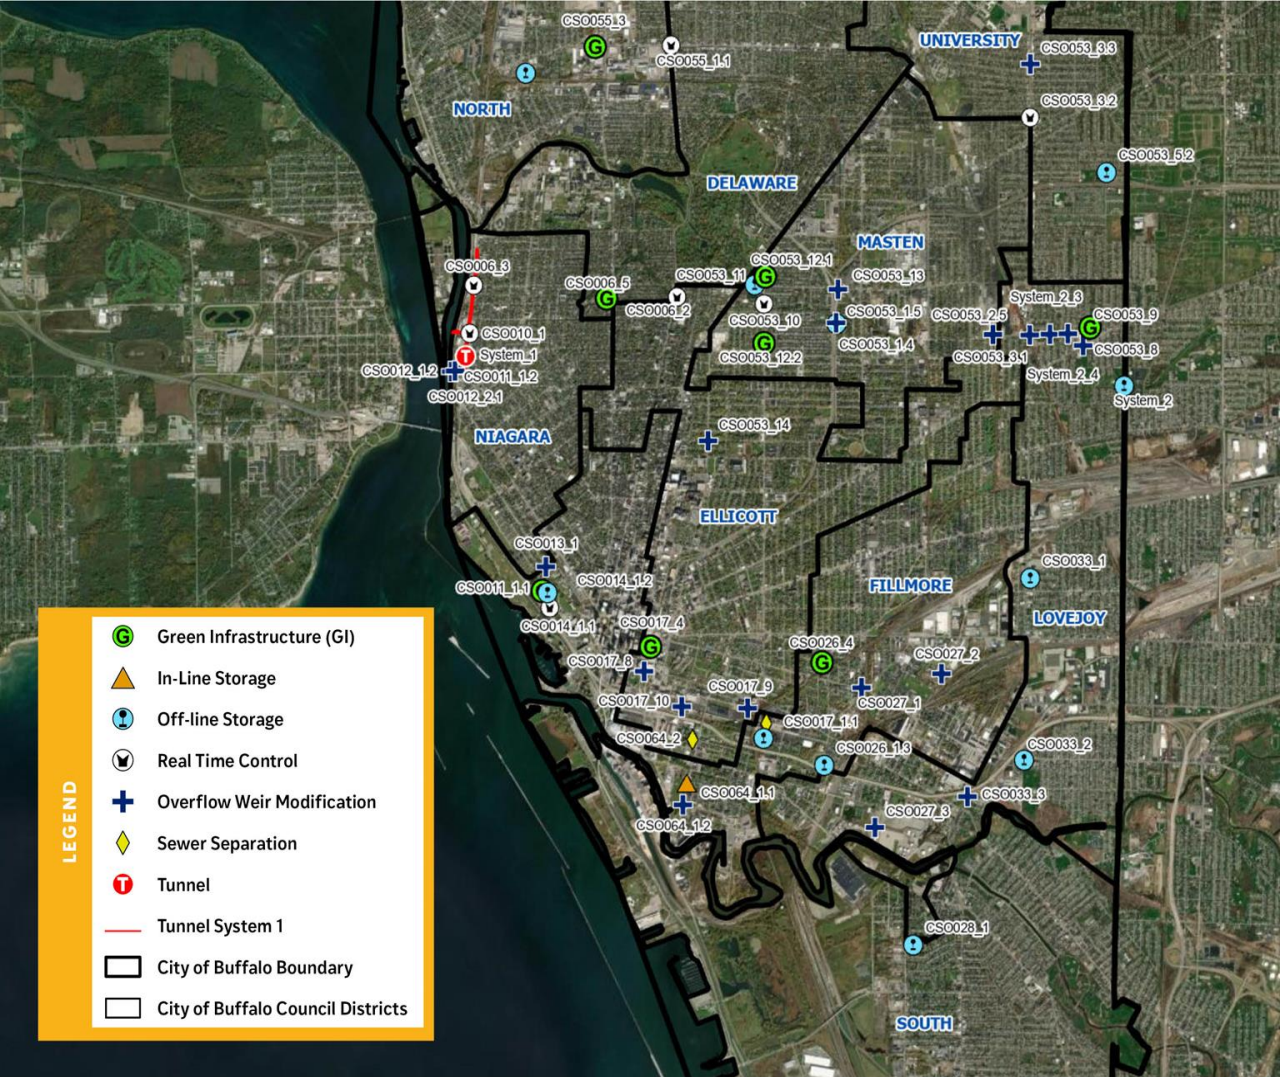 CSO055_3
UNIVERSITY
CSO053_3.3
CSO055_1.1
NORTH
CSO053_3.2
CSO053_5.2
DELAWARE
MASTEN
CSO006_3
CSO053_12.1
CSO053_11
CSO053_13
CSO006_5
CSO006_2
System_2_3
CSO053_10
CSO053_1.5
CSO053_2.5
CSO053_9
CSO010_1
CSO053_1.4
System_1
CSO053_12.2
CSO053_3.1
CSO053_8
CSO012_1.2
CSO011_1.2
System_2_4
CSO012_2.1
System_2
NIAGARA
CSO053_14
ELLICOTT
CSO013_1
CSO033_1
CSO011_1.1
CSO014_1.2
FILLMORE
LOVEJOY
CSO014_1.1
CSO017_4
CSO026_4
CSO027_2
CSO017_8
CSO017_9
CSO017_10
CSO027_1
CSO017_1.1
CSO064_2
CSO026_1.3
CSO033_2
CSO064_1.1
CSO033_3
CSO027_3
CSO064_1.2
CSO028_1
SOUTH
LEGEND
G Green Infrastructure (GI)
In-Line Storage
Off-line Storage
Real Time Control
Overflow Weir Modification
Sewer Separation
T Tunnel
Tunnel System 1
City of Buffalo Boundary
City of Buffalo Council Districts